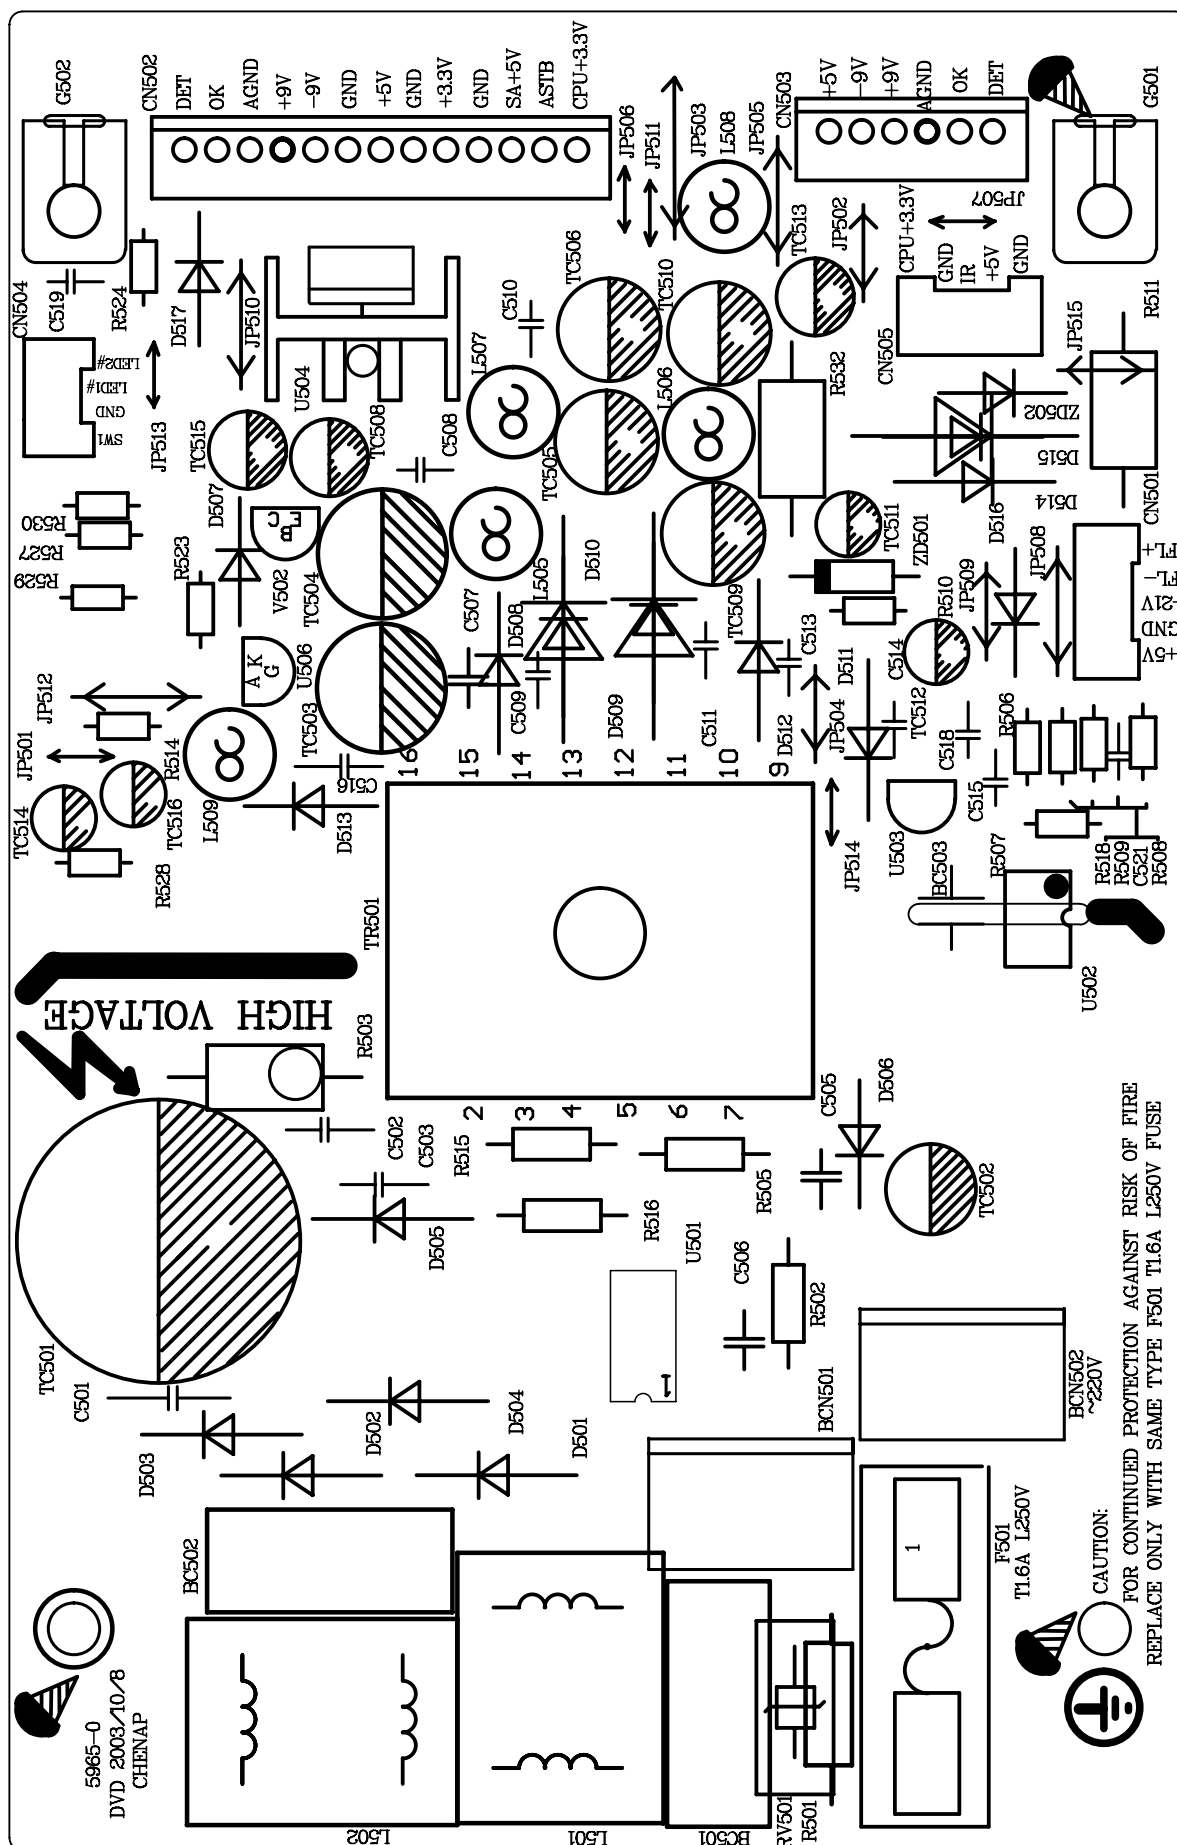 G502
CN502
DET
OK
AGND
+9V
-9V
GND
+5V
GND
+3.3V
GND
SA+5V
ASTB
CPU+3.3V
JP506
JP511
JP503
L508
JP505
CN503
+5V
-9V
+9V
AGND
OK
DET
G501
CN504
C519
R524
D517
JP510
TC506
C510
TC510
TC513
JP502
CPU+3.3V
GND
IR
+5V
GND
JP507
R511
LED2#
LED1#
GND
SW1
JP513
TC515
U504
TC508
L507
C508
TC505
L506
R532
CN505
JP515
ZD502
D515
D514
CN501
R530
R527
R529
R523
D507
E
B
C
V502
TC504
C507
D508
L505
D510
TC509
C513
TC511
ZD501
R510
JP509
D516
JP508
FL+
FL-
-21V
GND
+5V
JP512
A K
G
U506
TC503
C509
D509
C511
D512
D511
JP504
C514
TC512
C518
R506
JP501
TC514
TC516
R514
L509
R528
C516
D513
16
15
14
13
12
11
10
9
JP514
U503
BC503
C515
R507
R518
R509
C521
R508
TR501
U502
HIGH VOLTAGE
R503
2
3
4
5
6
7
C502
C503
R515
D505
R516
R505
C505
D506
TC502
U501
C506
R502
1
TC501
C501
D503
D502
D504
D501
BCN501
BCN502
~220V
BC502
L502
L501
BC501
RV501
R501
1
F501
T1.6A L250V
CAUTION:
FOR CONTINUED PROTECTION AGAINST RISK OF FIRE
REPLACE ONLY WITH SAME TYPE F501 T1.6A L250V FUSE
5965-0
DVD 2003/10/8
CHENAP